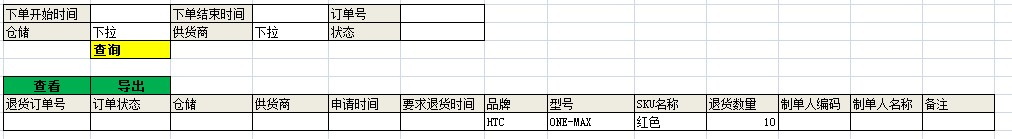 下单开始时间 下单结束时间 订单号
仓储 下拉 供货商 下拉 状态
查询
查看 导出
退货订单号 订单状态 仓储 供货商 申请时间 要求退货时间 品牌 型号 SKU名称 退货数量 制单人编码 制单人名称 备注
HTC ONE-MAX 红色 10